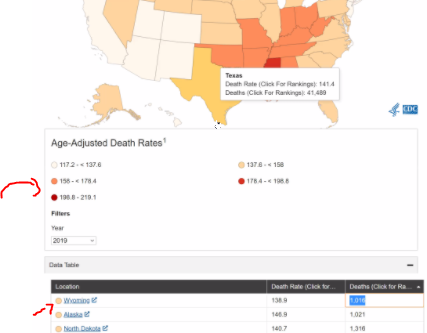 Texas
Death Rate (Click For Rankings): 141.4
Deaths (Click For Rankings): 41,489
CDC
Age-Adjusted Death Rates1
117.2 - < 137.6
137.6 - < 158
158 - < 178.4
178.4 - < 198.8
198.8 - 219.1
Filters
Year
2019
Data Table
Location Death Rate (Click for... Deaths (Click for Ra...
Wyoming 138.9 1,016
Alaska 146.9 1,021
North Dakota 140.7 1,316